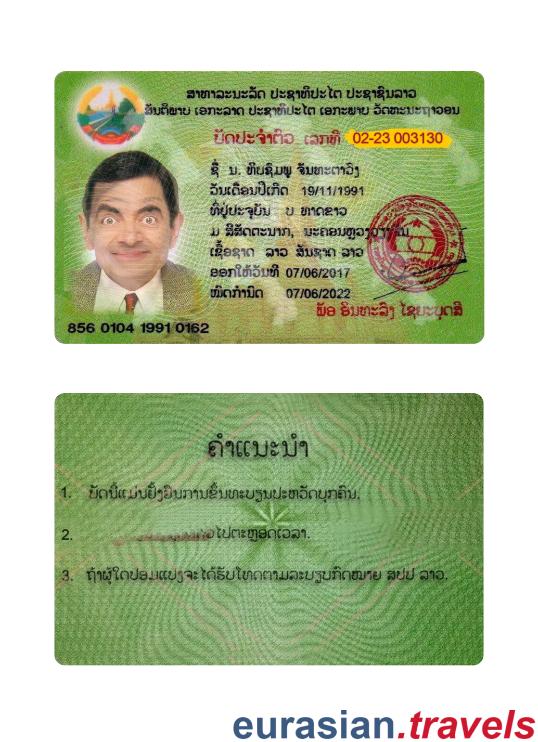 ສາທາລະນະລັດ ປະຊາທິປະໄຕ ປະຊາຊົນລາວ
ສັນຕິພາບ ເອກະລາດ ປະຊາທິປະໄຕ ເອກະພາບ ວັດທະນະຖາວອນ
ບັດປະຈຳຕົວ ເລກທີ 02-23 003130
ຊື່ ນ. ທິບຊົມພູ ຈັນທະດາວົງ
ວັນເດືອນປີເກີດ 19/11/1991
ທີ່ຢູ່ປະຈຸບັນ ບ ທາດຂາວ
ມ ສີສັດຕະນາກ, ນະຄອນຫຼວງວຽງຈັນ
ເຊື້ອຊາດ ລາວ ສັນຊາດ ລາວ
ອອກໃຫ້ວັນທີ 07/06/2017
ໝົດກຳນົດ 07/06/2022
856 0104 1991 0162
ພັອ ອິນທະລົງ ໄຊຍະບຸດສີ
ຄຳແນະນຳ
1. ບັດນີ້ແມ່ນຢັ້ງຢືນການຂຶ້ນທະບຽນປະຫວັດບຸກຄົນ.
2. ຕໍ່ໄປຕະຫຼອດເວລາ.
3. ຖ້າຜູ້ໃດປອມແປງຈະໄດ້ຮັບໂທດຕາມລະບຽບກົດໝາຍ ສປປ ລາວ.
eurasian.travels